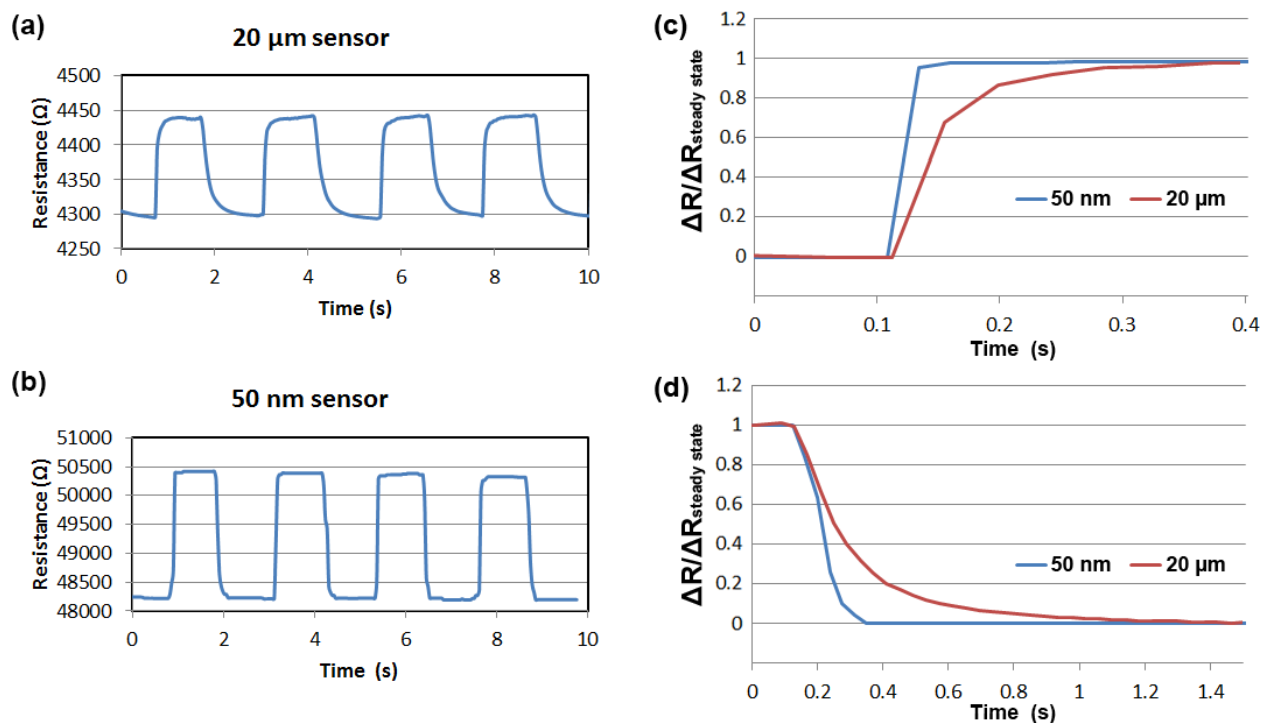 (a)
20 µm sensor
Resistance (Ω)
4500
4450
4400
4350
4300
4250
0 2 4 6 8 10
Time (s)
(b)
50 nm sensor
Resistance (Ω)
51000
50500
50000
49500
49000
48500
48000
0 2 4 6 8 10
Time (s)
(c)
ΔR/ΔRsteady state
1.2
1
0.8
0.6
0.4
0.2
0
50 nm 20 µm
0 0.1 0.2 0.3 0.4
Time (s)
(d)
ΔR/ΔRsteady state
1.2
1
0.8
0.6
0.4
0.2
0
50 nm 20 µm
0 0.2 0.4 0.6 0.8 1 1.2 1.4
Time (s)